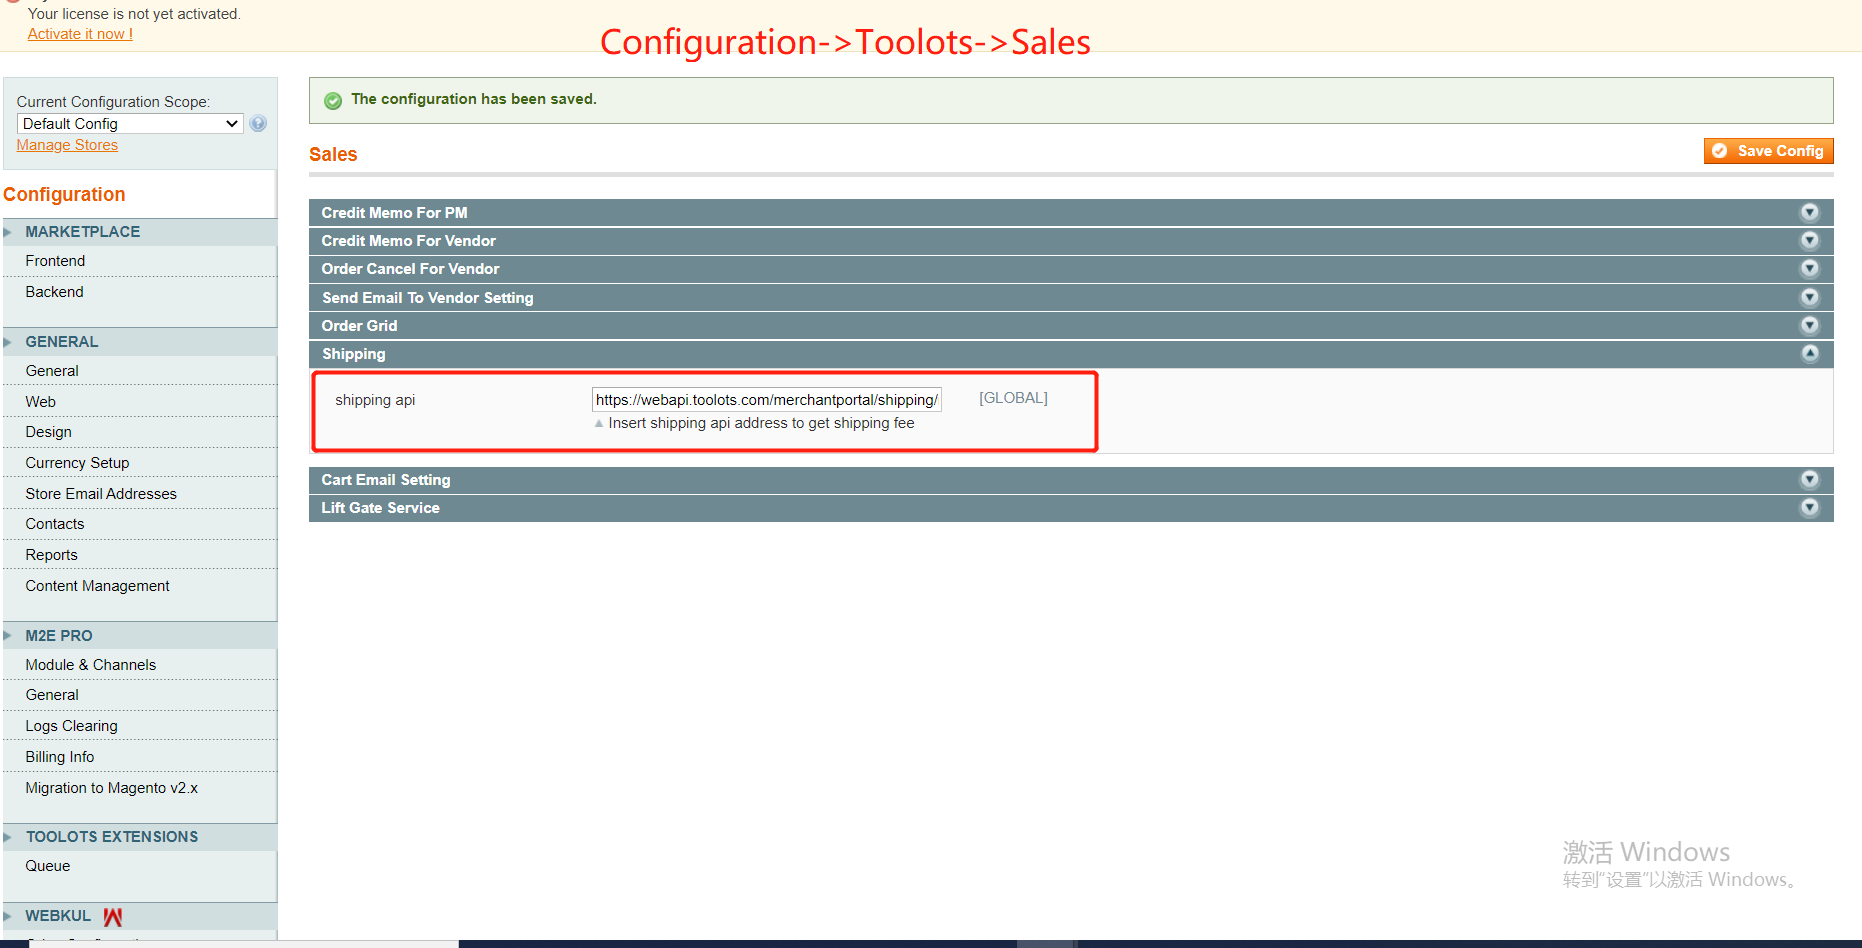 Your license is not yet activated.
Activate it now !
Configuration->Toolots->Sales
Current Configuration Scope:
Default Config
Manage Stores
Configuration
MARKETPLACE
Frontend
Backend
GENERAL
General
Web
Design
Currency Setup
Store Email Addresses
Contacts
Reports
Content Management
M2E PRO
Module & Channels
General
Logs Clearing
Billing Info
Migration to Magento v2.x
TOOLOTS EXTENSIONS
Queue
WEBKUL
The configuration has been saved.
Sales
Save Config
Credit Memo For PM
Credit Memo For Vendor
Order Cancel For Vendor
Send Email To Vendor Setting
Order Grid
Shipping
shipping api https://webapi.toolots.com/merchantportal/shipping/ [GLOBAL]
Insert shipping api address to get shipping fee
Cart Email Setting
Lift Gate Service
激活 Windows
转到“设置”以激活 Windows。